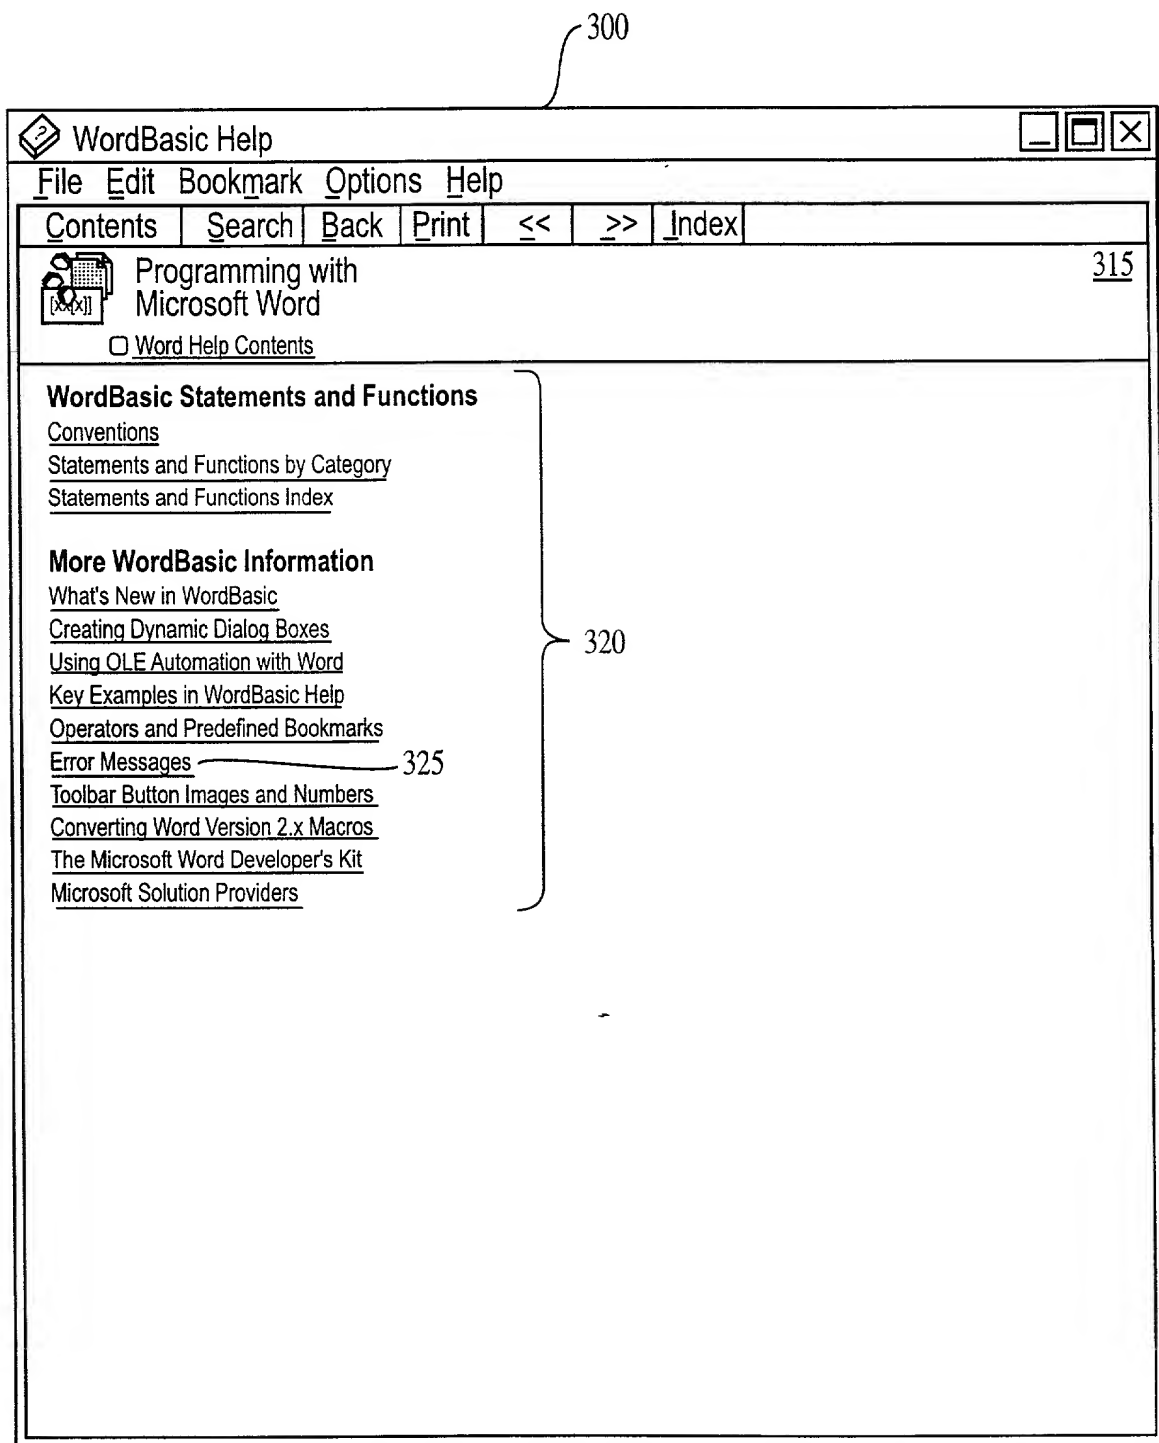 300
WordBasic Help
File Edit Bookmark Options Help
Contents Search Back Print << >> Index
Programming with
Microsoft Word
315
[xx[x]]
Word Help Contents
WordBasic Statements and Functions
Conventions
Statements and Functions by Category
Statements and Functions Index
More WordBasic Information
What's New in WordBasic
Creating Dynamic Dialog Boxes
320
Using OLE Automation with Word
Key Examples in WordBasic Help
Operators and Predefined Bookmarks
Error Messages 325
Toolbar Button Images and Numbers
Converting Word Version 2.x Macros
The Microsoft Word Developer's Kit
Microsoft Solution Providers